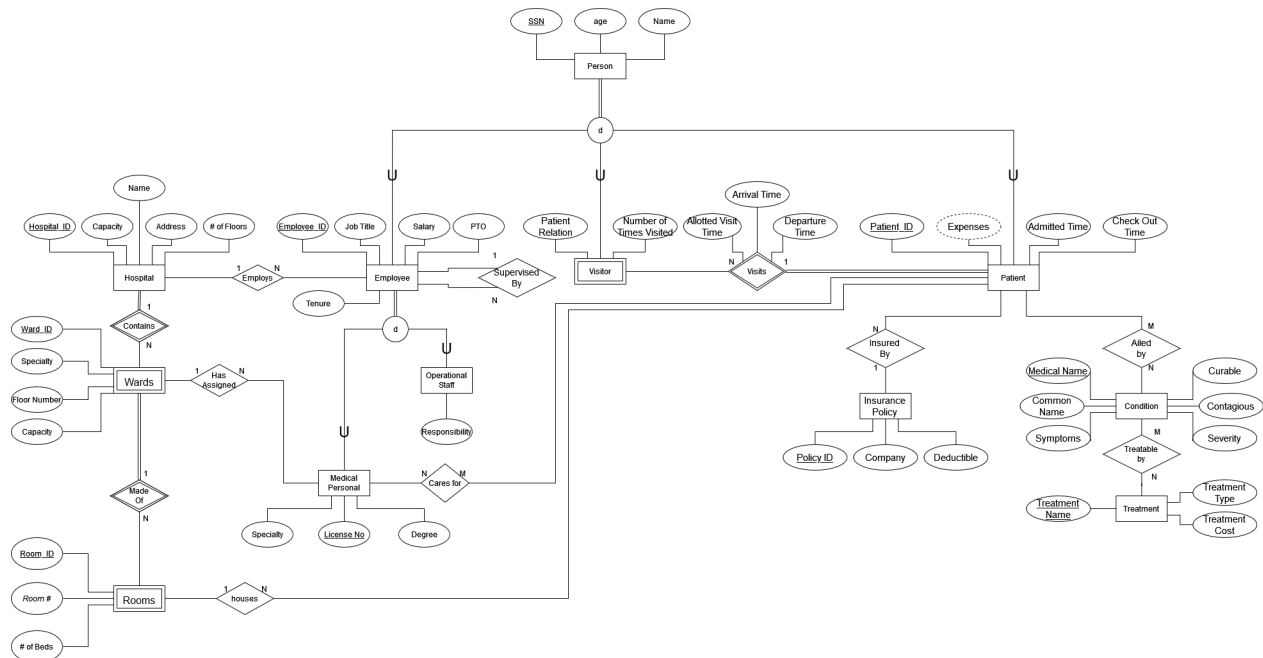 SSN
age
Name
Person
d
U
U
U
Name
Hospital_ID
Capacity
Address
# of Floors
Employee_ID
Job Title
Salary
PTO
Patient
Relation
Number of
Times Visited
Allotted Visit
Time
Arrival Time
Departure
Time
Patient_ID
Expenses
Admitted Time
Check Out
Time
Hospital
1
Employs
N
Employee
1
Supervised
By
N
Visitor
N
Visits
1
Patient
Tenure
1
Contains
N
d
U
U
Ward_ID
Specialty
Floor Number
Capacity
Wards
1
Has
Assigned
N
Operational
Staff
Responsibility
N
Insured
By
1
M
Ailed
by
N
Insurance
Policy
Policy ID
Company
Deductible
Medical Name
Common
Name
Symptoms
Condition
Curable
Contagious
Severity
M
Treatable
by
N
Treatment
Name
Treatment
Treatment
Type
Treatment
Cost
Medical
Personal
N
Cares for
M
Specialty
License No
Degree
1
Made
Of
N
Room_ID
Room #
# of Beds
Rooms
1
houses
N